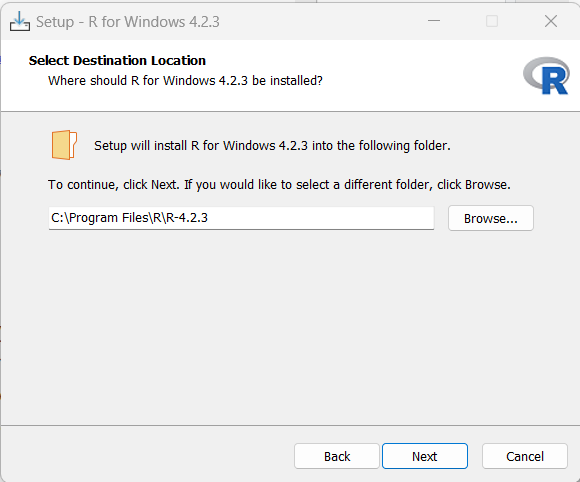 Setup - R for Windows 4.2.3
Select Destination Location
Where should R for Windows 4.2.3 be installed?
R
Setup will install R for Windows 4.2.3 into the following folder.
To continue, click Next. If you would like to select a different folder, click Browse.
C:\Program Files\R\R-4.2.3
Browse...
Back
Next
Cancel